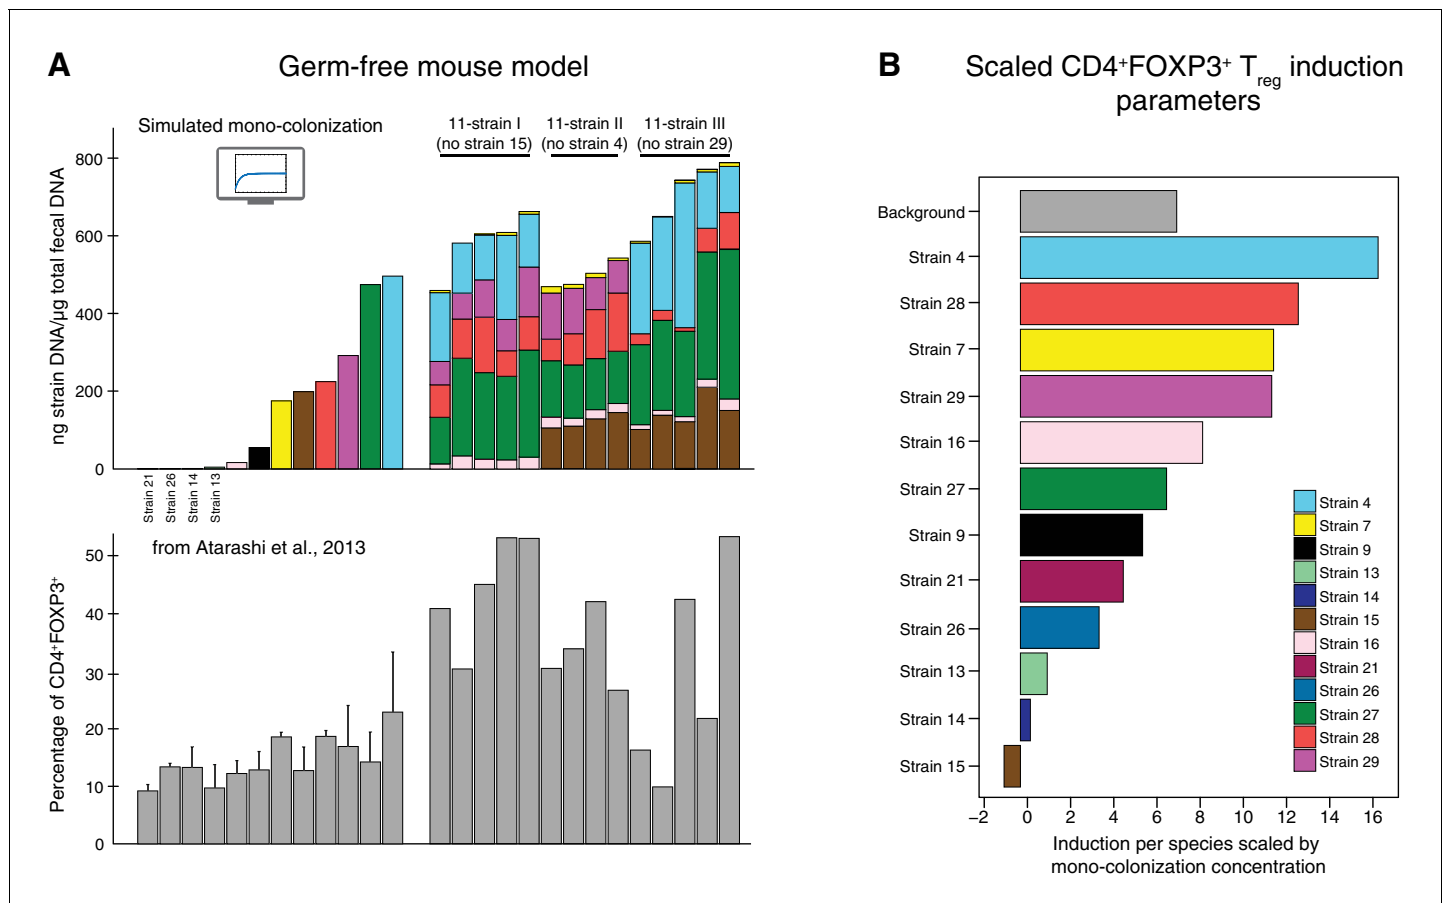 A
Germ-free mouse model
Simulated mono-colonization
11-strain I
(no strain 15)
11-strain II
(no strain 4)
11-strain III
(no strain 29)
ng strain DNA/µg total fecal DNA
800
600
400
200
0
Strain 21
Strain 26
Strain 14
Strain 13
from Atarashi et al., 2013
Percentage of CD4+FOXP3+
50
40
30
20
10
0
B
Scaled CD4+FOXP3+ Treg induction
parameters
Background
Strain 4
Strain 28
Strain 7
Strain 29
Strain 16
Strain 27
Strain 9
Strain 21
Strain 26
Strain 13
Strain 14
Strain 15
Strain 4
Strain 7
Strain 9
Strain 13
Strain 14
Strain 15
Strain 16
Strain 21
Strain 26
Strain 27
Strain 28
Strain 29
−2 0 2 4 6 8 10 12 14 16
Induction per species scaled by
mono-colonization concentration